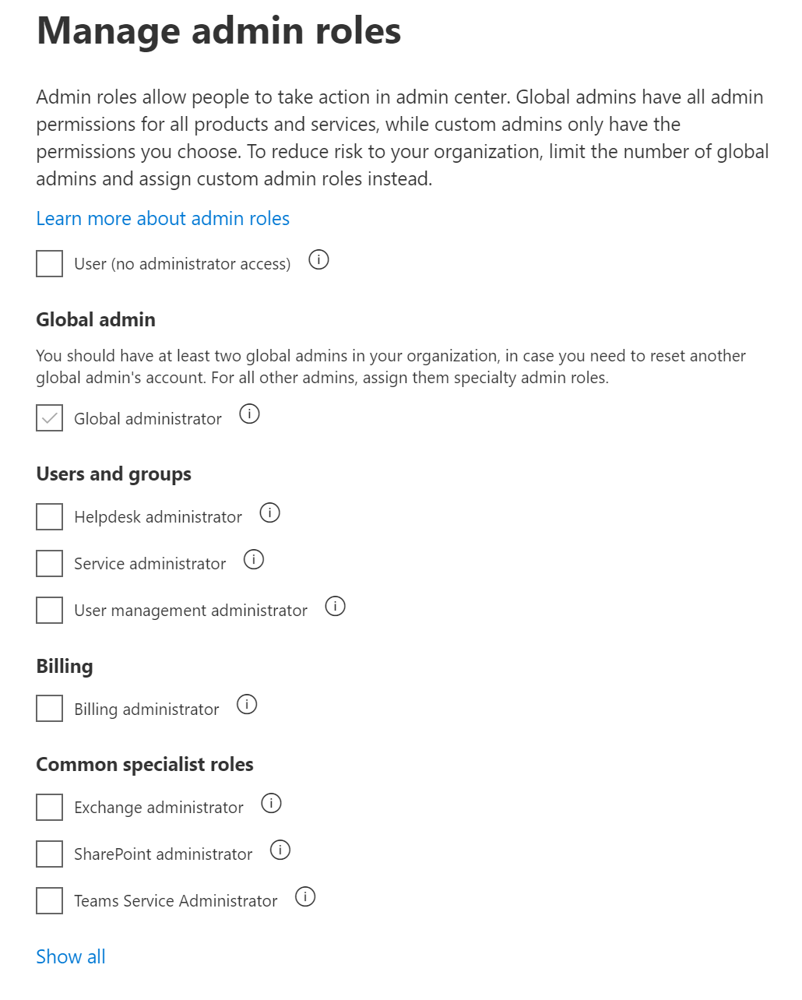 Manage admin roles
Admin roles allow people to take action in admin center. Global admins have all admin
permissions for all products and services, while custom admins only have the
permissions you choose. To reduce risk to your organization, limit the number of global
admins and assign custom admin roles instead.
Learn more about admin roles
User (no administrator access)
Global admin
You should have at least two global admins in your organization, in case you need to reset another
global admin's account. For all other admins, assign them specialty admin roles.
Global administrator
Users and groups
Helpdesk administrator
Service administrator
User management administrator
Billing
Billing administrator
Common specialist roles
Exchange administrator
SharePoint administrator
Teams Service Administrator
Show all